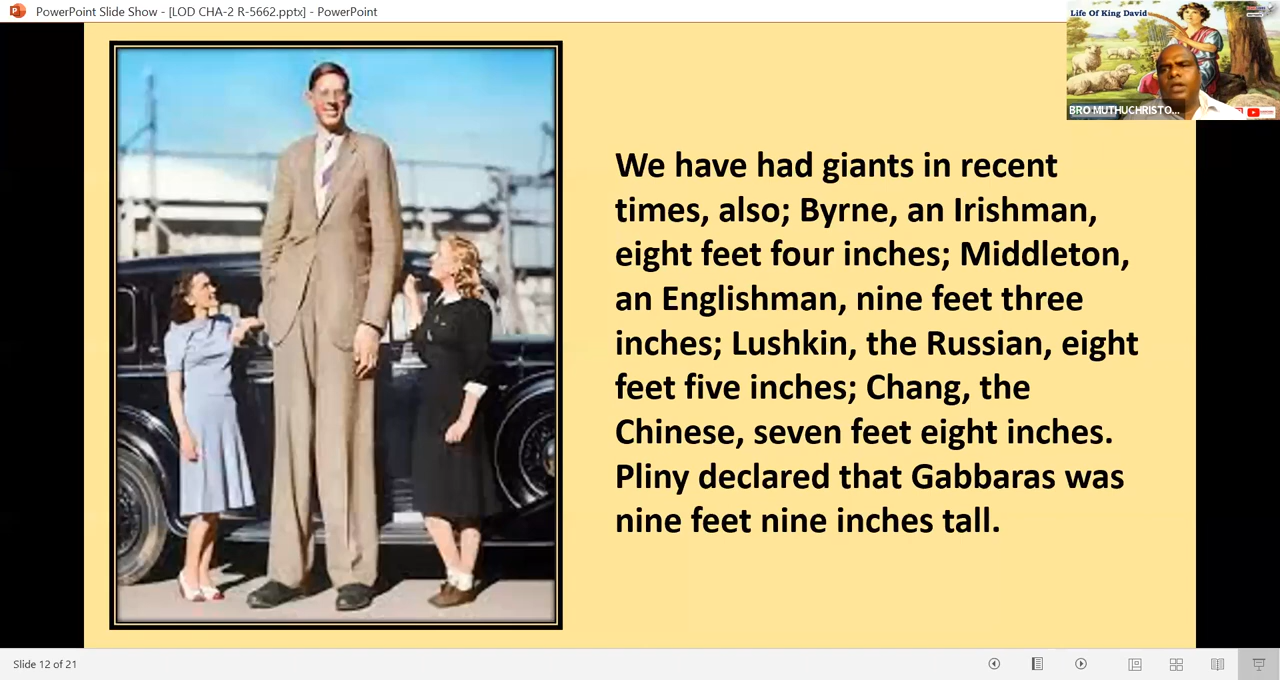 PowerPoint Slide Show - [LOD CHA-2 R-5662.pptx] - PowerPoint
Life Of King David
BRO MUTHUCHRISTO...
We have had giants in recent
times, also; Byrne, an Irishman,
eight feet four inches; Middleton,
an Englishman, nine feet three
inches; Lushkin, the Russian, eight
feet five inches; Chang, the
Chinese, seven feet eight inches.
Pliny declared that Gabbaras was
nine feet nine inches tall.
Slide 12 of 21